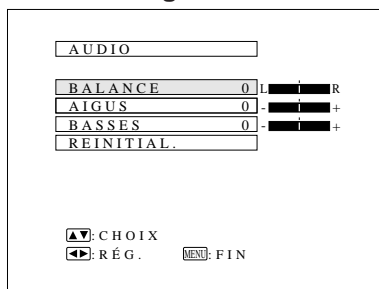 AUDIO
BALANCE 0 L R
AIGUS 0 - +
BASSES 0 - +
REINITIAL.
▲▼: CHOIX
◀▶: RÉG. MENU: FIN